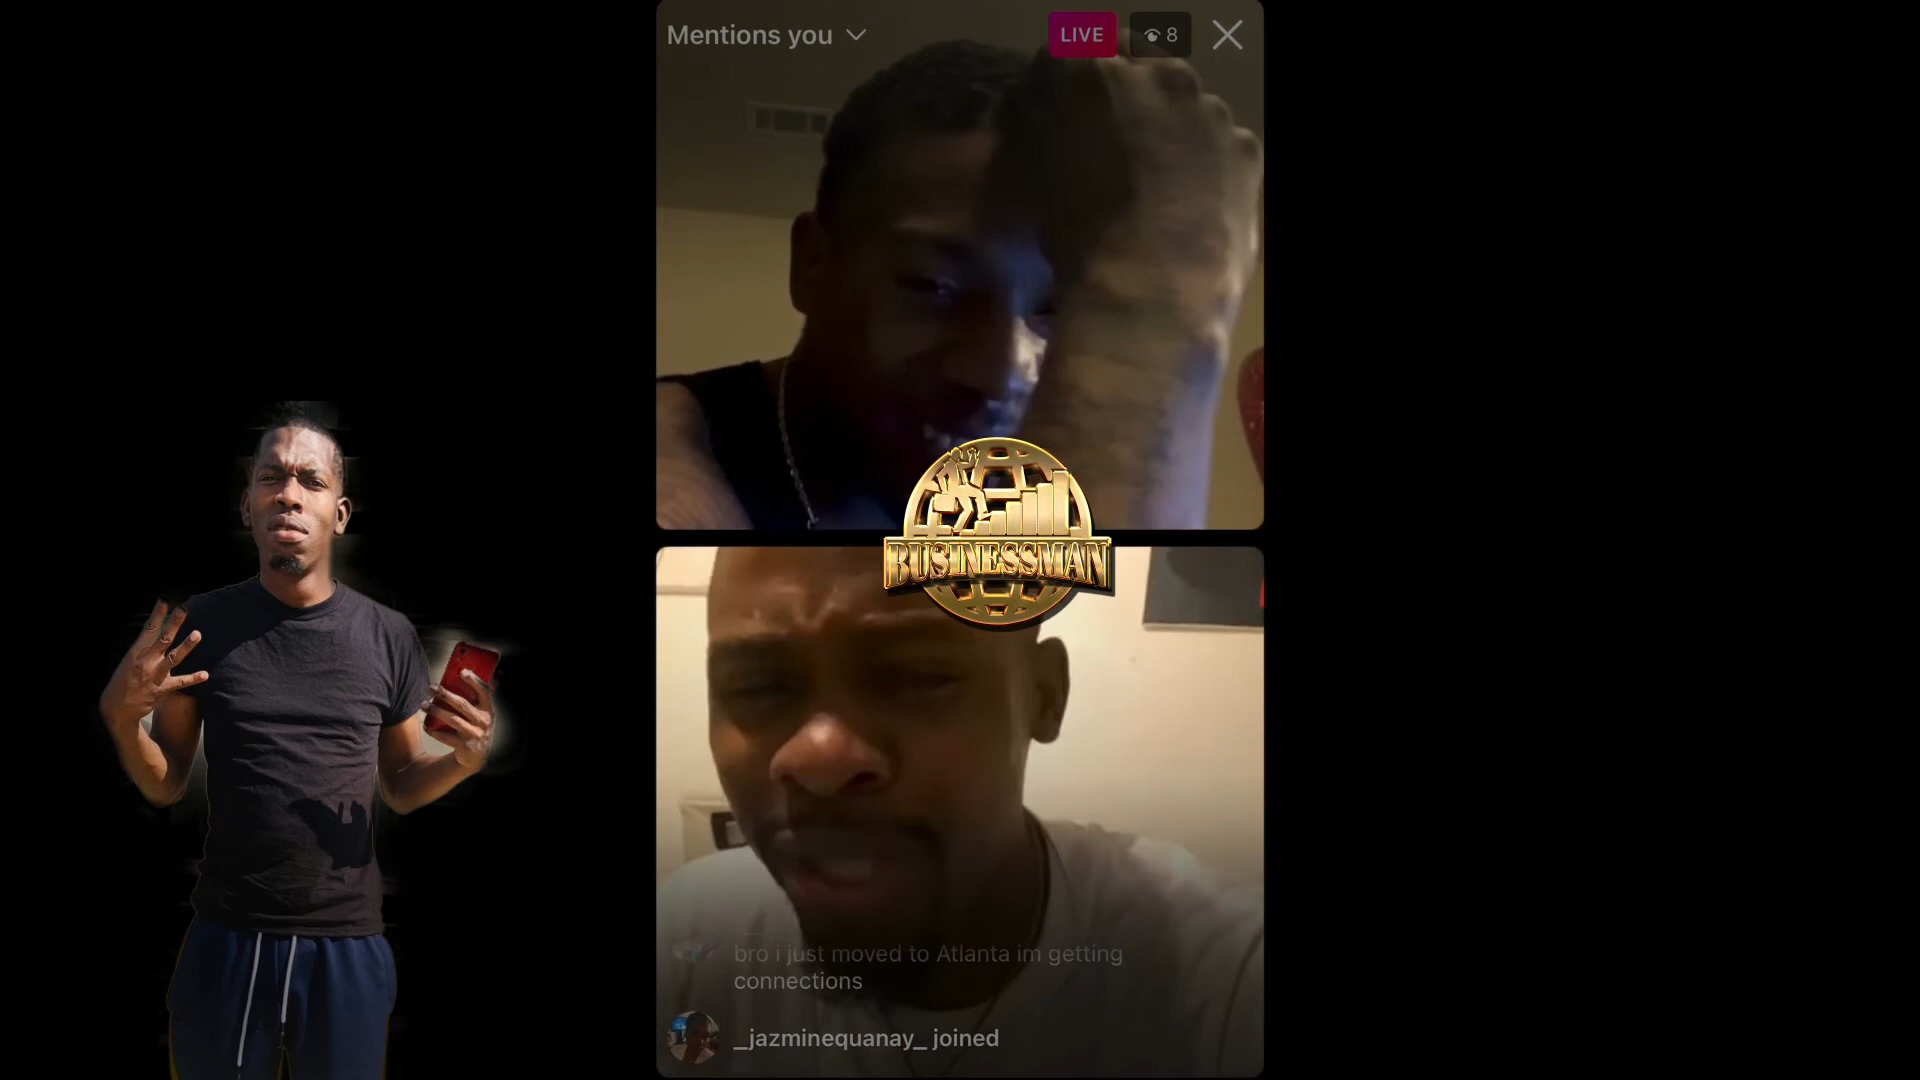 Mentions you
LIVE
8
BUSINESSMAN
bro i just moved to Atlanta im getting
connections
_jazminequanay_ joined